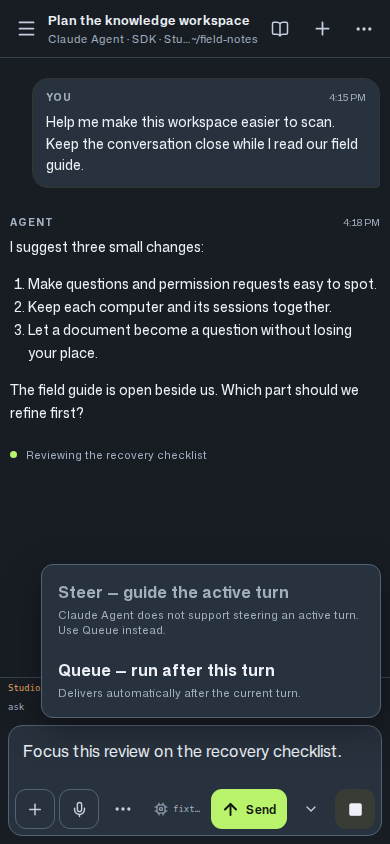 Plan the knowledge workspace
Claude Agent · SDK · Stu…~/field-notes
YOU 4:15 PM
Help me make this workspace easier to scan.
Keep the conversation close while I read our field
guide.
AGENT 4:18 PM
I suggest three small changes:
1. Make questions and permission requests easy to spot.
2. Keep each computer and its sessions together.
3. Let a document become a question without losing
your place.
The field guide is open beside us. Which part should we
refine first?
Reviewing the recovery checklist
Steer — guide the active turn
Claude Agent does not support steering an active turn.
Use Queue instead.
Queue — run after this turn
Delivers automatically after the current turn.
Studio
ask
Focus this review on the recovery checklist.
fixt…
Send